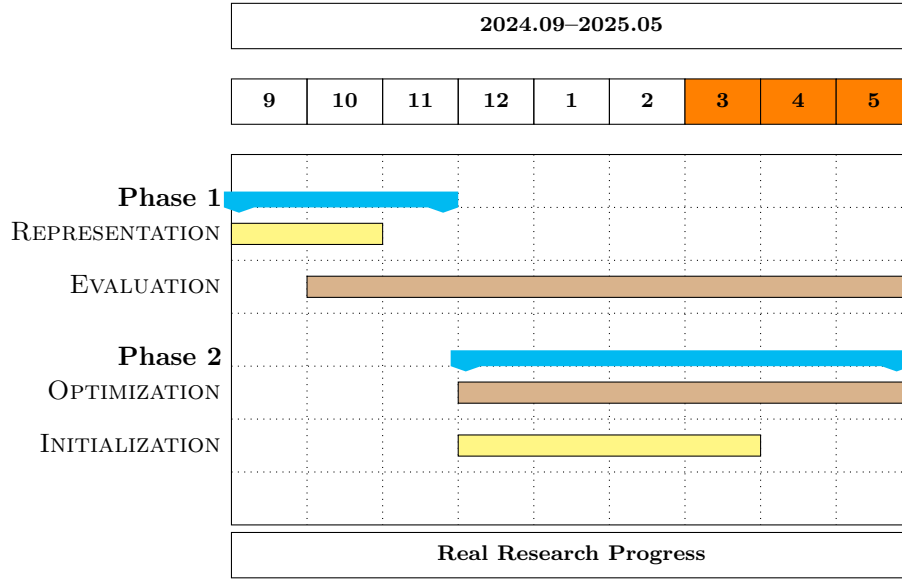 2024.09–2025.05
9 10 11 12 1 2 3 4 5
Phase 1
REPRESENTATION
EVALUATION
Phase 2
OPTIMIZATION
INITIALIZATION
Real Research Progress